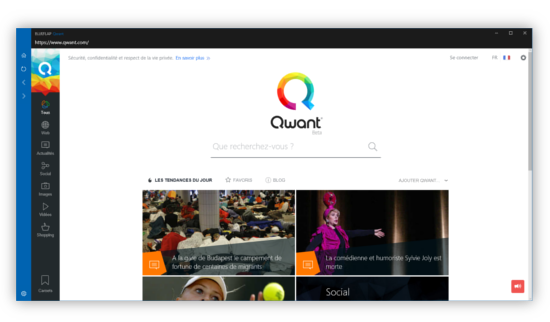 https://www.qwant.com/
Sécurité, confidentialité et respect de la vie privée. En savoir plus
Se connecter
FR
Qwant
Beta
Que recherchez-vous ?
Tout
Web
Actualités
Social
Images
Vidéos
Shopping
Carnets
LES TENDANCES DU JOUR
FAVORIS
BLOG
AJOUTER QWANT...
A la gare de Budapest le campement de
fortune de centaines de migrants
La comédienne et humoriste Sylvie Joly est
morte
Social